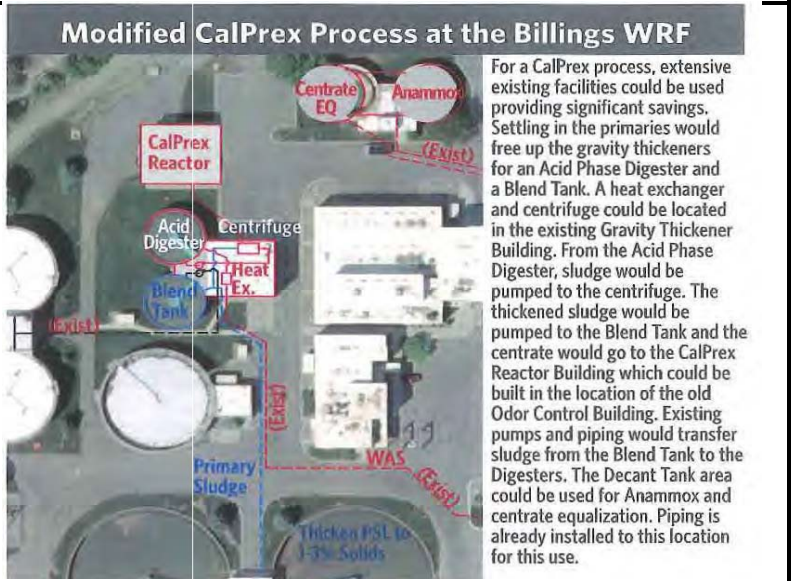 Modified CalPrex Process at the Billings WRF
Centrate
EQ
Anammox
(Exist)
CalPrex
Reactor
Acid
Digester
Centrifuge
Heat
Ex.
Blend
Tank
(Exist)
(Exist)
WAS
(Exist)
Primary
Sludge
Thicken PSL to
1-3% Solids
For a CalPrex process, extensive
existing facilities could be used
providing significant savings.
Settling in the primaries would
free up the gravity thickeners
for an Acid Phase Digester and
a Blend Tank. A heat exchanger
and centrifuge could be located
in the existing Gravity Thickener
Building. From the Acid Phase
Digester, sludge would be
pumped to the centrifuge. The
thickened sludge would be
pumped to the Blend Tank and the
centrate would go to the CalPrex
Reactor Building which could be
built in the location of the old
Odor Control Building. Existing
pumps and piping would transfer
sludge from the Blend Tank to the
Digesters. The Decant Tank area
could be used for Anammox and
centrate equalization. Piping is
already installed to this location
for this use.